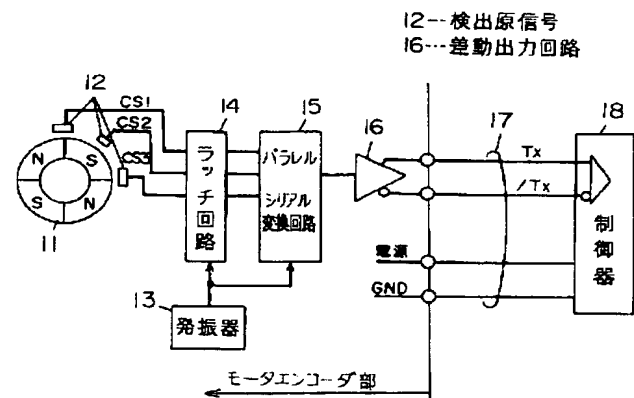 12--検出原信号
16---差動出力回路
12
CS1
CS2
CS3
14
15
16
17
18
N
S
S
N
11
ラッチ回路
パラレル
シリアル
変換回路
Tx
/Tx
制御器
電源
GND
13
発振器
モータエンコーダ部